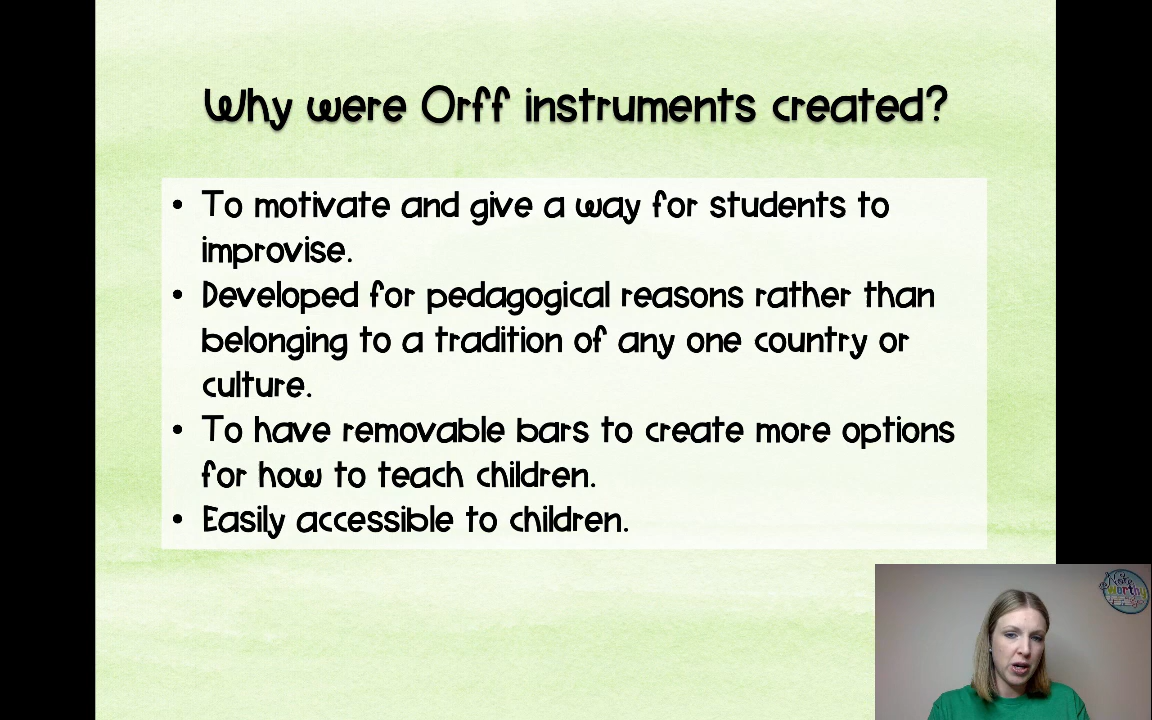 Why were Orff instruments created?
• To motivate and give a way for students to
improvise.
• Developed for pedagogical reasons rather than
belonging to a tradition of any one country or
culture.
• To have removable bars to create more options
for how to teach children.
• Easily accessible to children.
Note
worthy